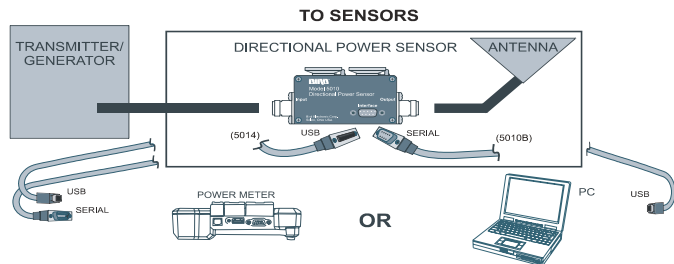 TO SENSORS
TRANSMITTER/
GENERATOR
DIRECTIONAL POWER SENSOR
ANTENNA
Bird
Model 5010
Directional Power Sensor
Input
Output
Interface
(5014)
USB
SERIAL
(5010B)
USB
SERIAL
POWER METER
OR
PC
USB